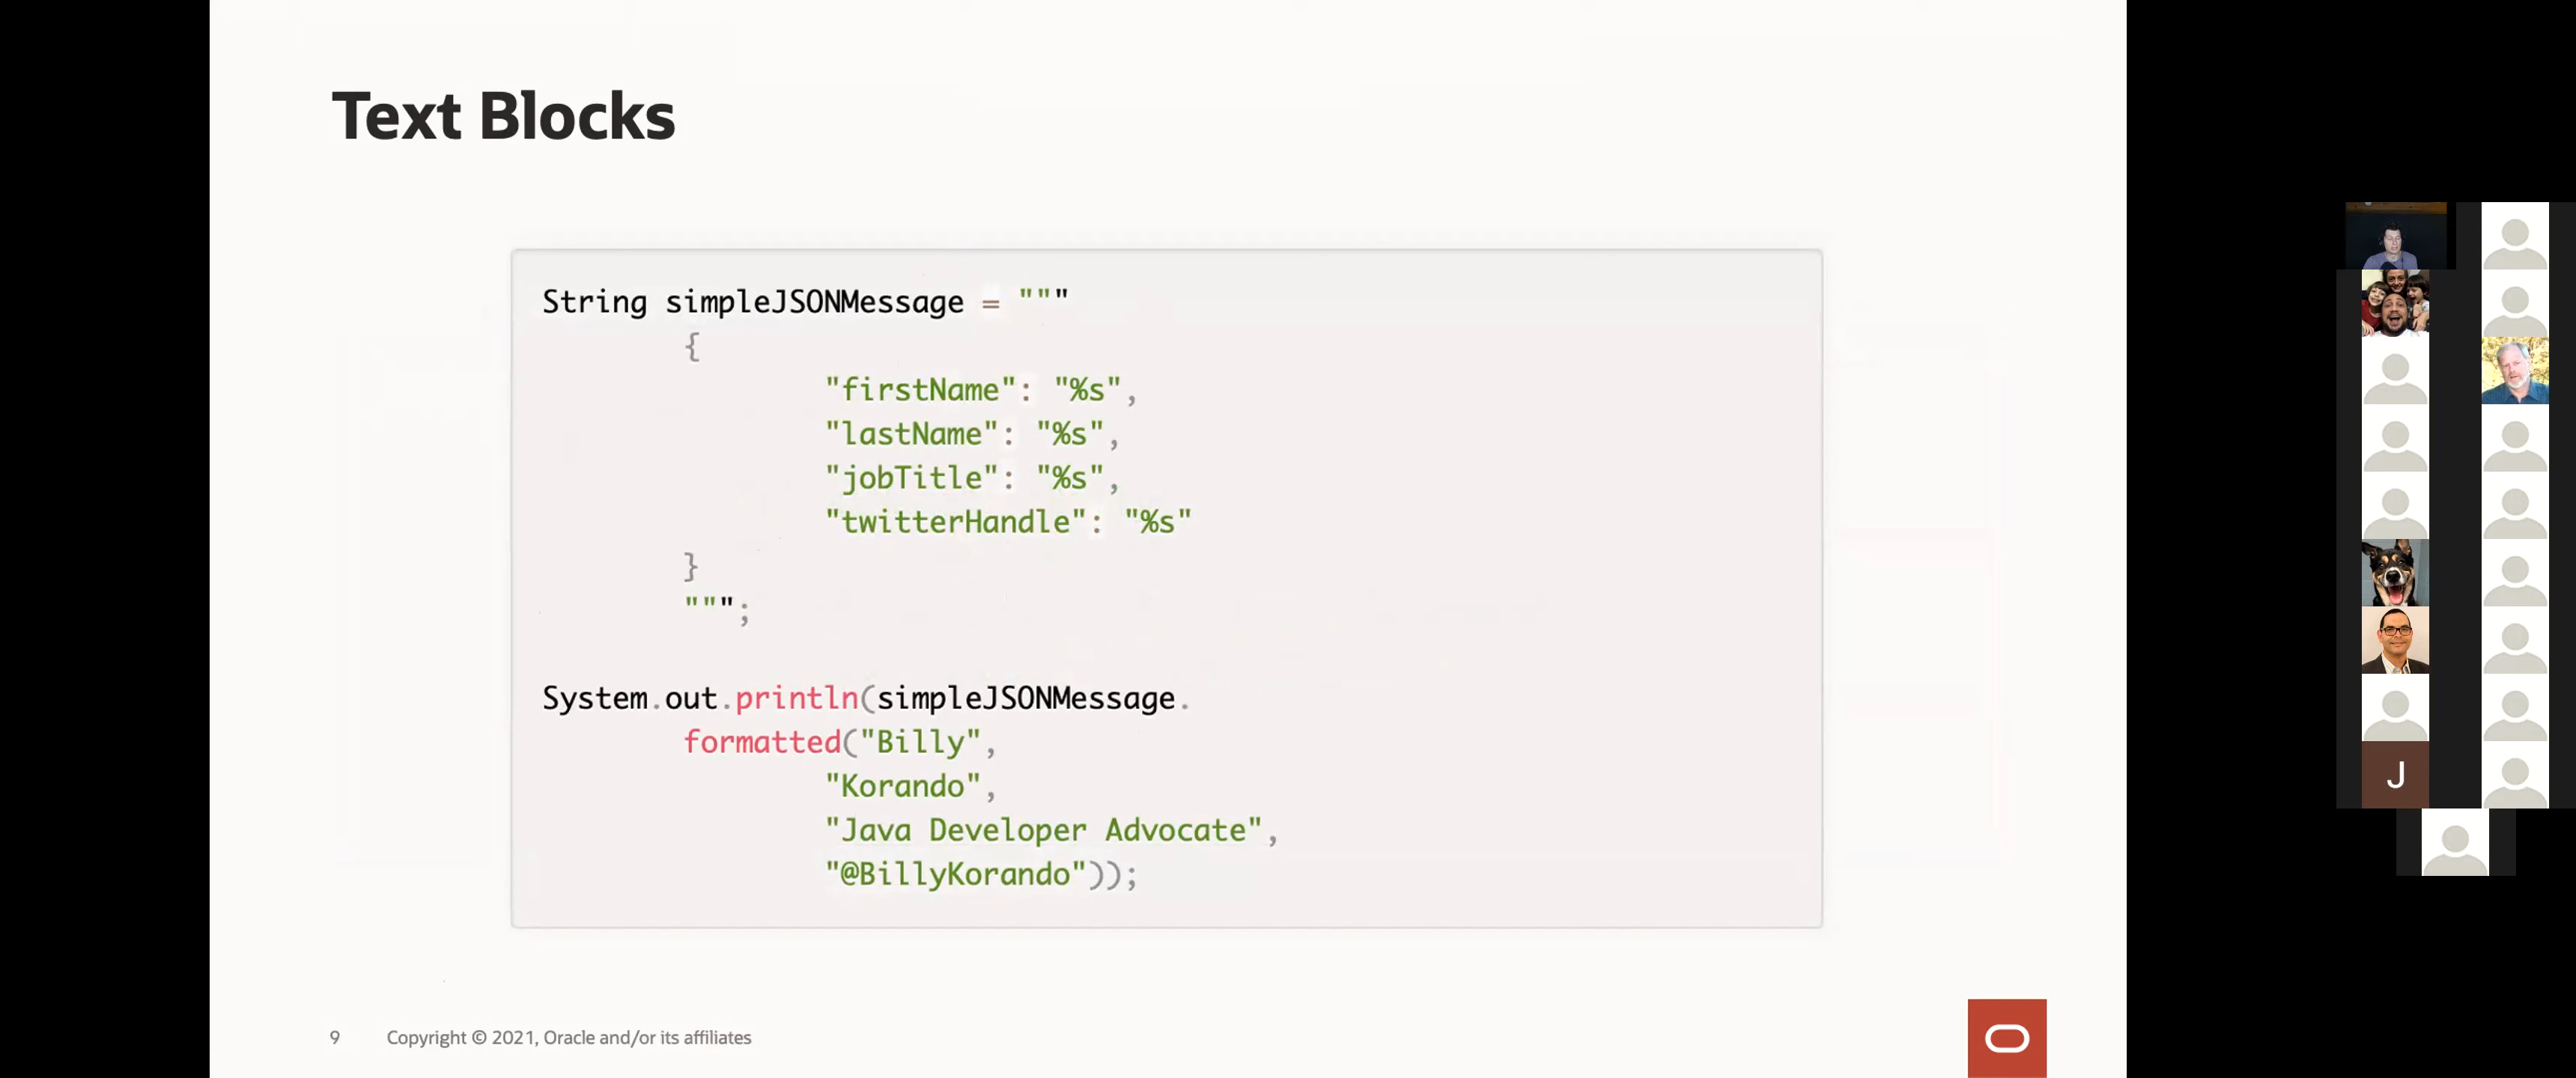 Text Blocks
String simpleJSONMessage = """
{
"firstName": "%s",
"lastName": "%s",
"jobTitle": "%s",
"twitterHandle": "%s"
}
""";
System.out.println(simpleJSONMessage.
formatted("Billy",
"Korando",
"Java Developer Advocate",
"@BillyKorando"));
9 Copyright © 2021, Oracle and/or its affiliates
J